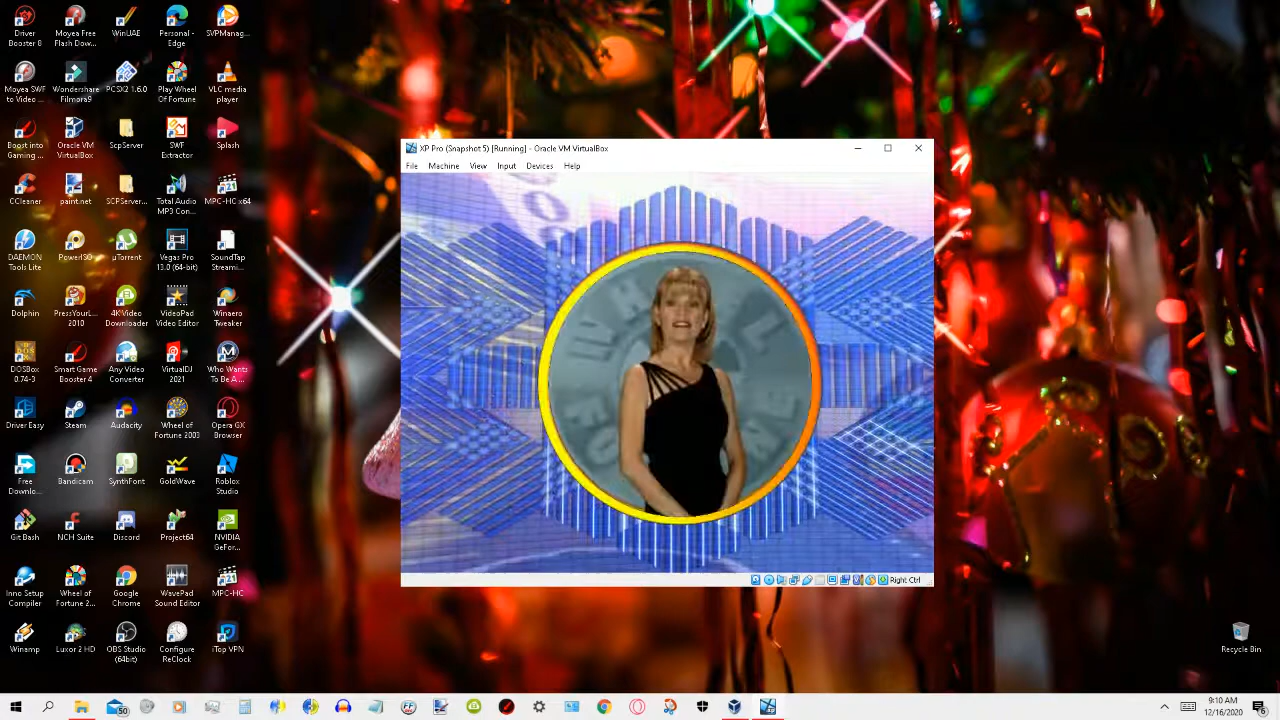 Driver Booster 8
Moyea Free Flash Dow...
WinUAE
Personal - Edge
SVPManag...
Moyea SWF to Video ...
Wondershare Filmora9
PCSX2 1.6.0
Play Wheel Of Fortune
VLC media player
Boost into Gaming ...
Oracle VM VirtualBox
ScpServer
SWF Extractor
Splash
CCleaner
paint.net
SCPServer...
Total Audio MP3 Con...
MPC-HC x64
DAEMON Tools Lite
PowerISO
µTorrent
Vegas Pro 13.0 (64-bit)
SoundTap Streami...
Dolphin
PressYourL... 2010
4K Video Downloader
VideoPad Video Editor
Winaero Tweaker
DOSBox 0.74-3
Smart Game Booster 4
Any Video Converter
VirtualDJ 2021
Who Wants To Be A ...
Driver Easy
Steam
Audacity
Wheel of Fortune 2003
Opera GX Browser
Free Downlo...
Bandicam
SynthFont
GoldWave
Roblox Studio
Git Bash
NCH Suite
Discord
Project64
NVIDIA GeFor...
Inno Setup Compiler
Wheel of Fortune 2...
Google Chrome
WavePad Sound Editor
MPC-HC
Winamp
Luxor 2 HD
OBS Studio (64bit)
Configure ReClock
iTop VPN
XP Pro (Snapshot 5) [Running] - Oracle VM VirtualBox
File Machine View Input Devices Help
Right Ctrl
Recycle Bin
50
9:10 AM
12/16/2020
6